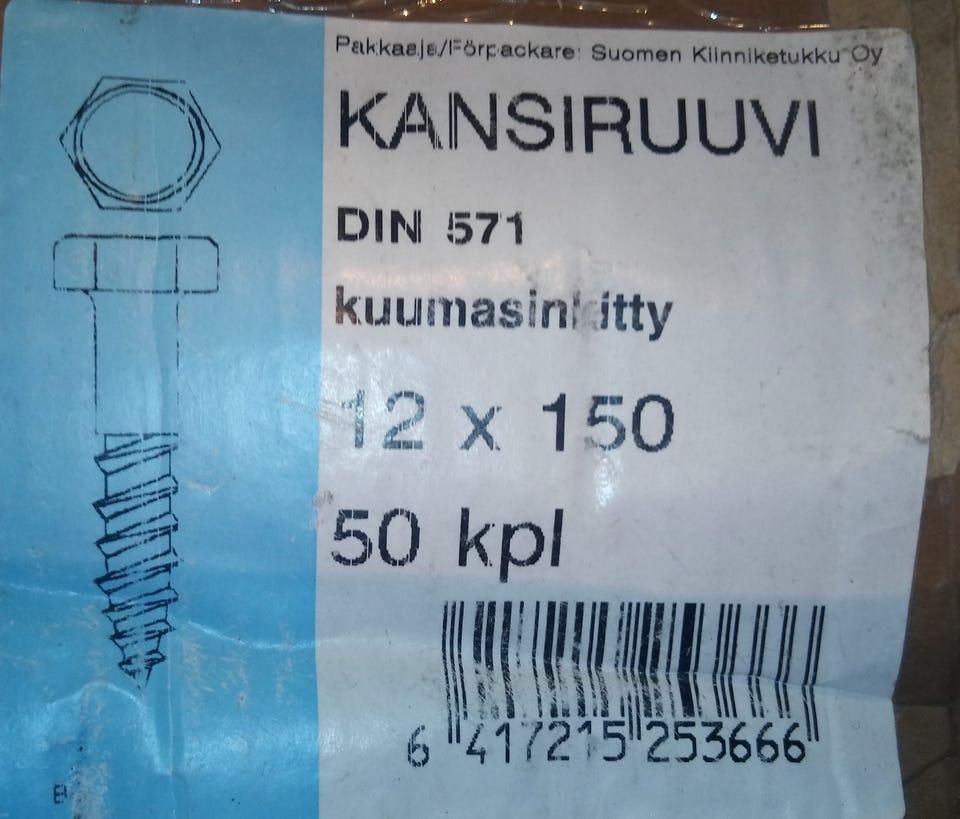 Pakkaaja/Förpackare: Suomen Kiinniketukku Oy
KANSIRUUVI
DIN 571
kuumasinkitty
12 x 150
50 kpl
6 417215 253666
E